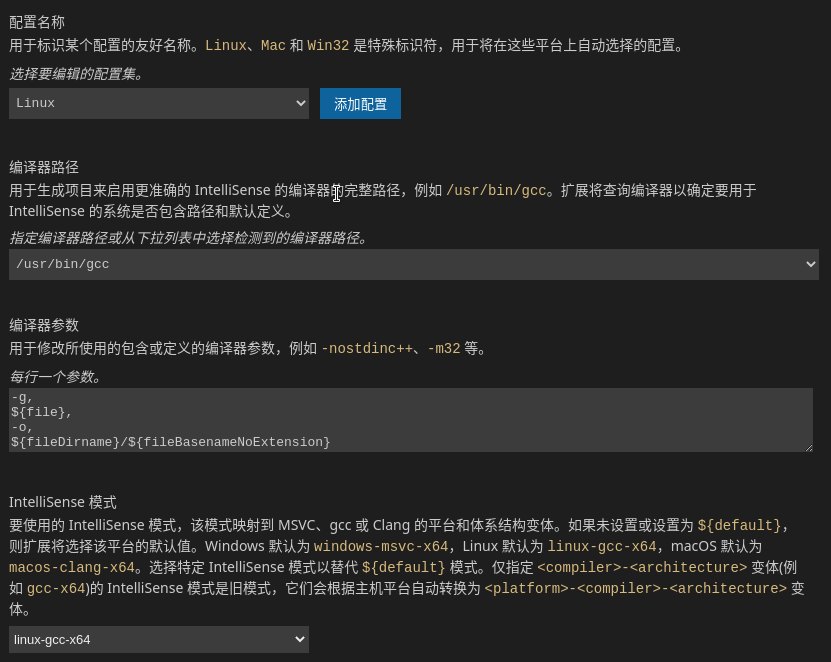 配置名称
用于标识某个配置的友好名称。Linux、Mac 和 Win32 是特殊标识符，用于将在这些平台上自动选择的配置。
选择要编辑的配置集。
Linux 添加配置
编译器路径
用于生成项目来启用更准确的 IntelliSense 的编译器的完整路径，例如 /usr/bin/gcc。扩展将查询编译器以确定要用于
IntelliSense 的系统是否包含路径和默认定义。
指定编译器路径或从下拉列表中选择检测到的编译器路径。
/usr/bin/gcc
编译器参数
用于修改所使用的包含或定义的编译器参数，例如 -nostdinc++、-m32 等。
每行一个参数。
-g,
${file},
-o,
${fileDirname}/${fileBasenameNoExtension}
IntelliSense 模式
要使用的 IntelliSense 模式，该模式映射到 MSVC、gcc 或 Clang 的平台和体系结构变体。如果未设置或设置为 ${default}，
则扩展将选择该平台的默认值。Windows 默认为 windows-msvc-x64，Linux 默认为 linux-gcc-x64，macOS 默认为
macos-clang-x64。选择特定 IntelliSense 模式以替代 ${default} 模式。仅指定 <compiler>-<architecture> 变体(例
如 gcc-x64)的 IntelliSense 模式是旧模式，它们会根据主机平台自动转换为 <platform>-<compiler>-<architecture> 变
体。
linux-gcc-x64